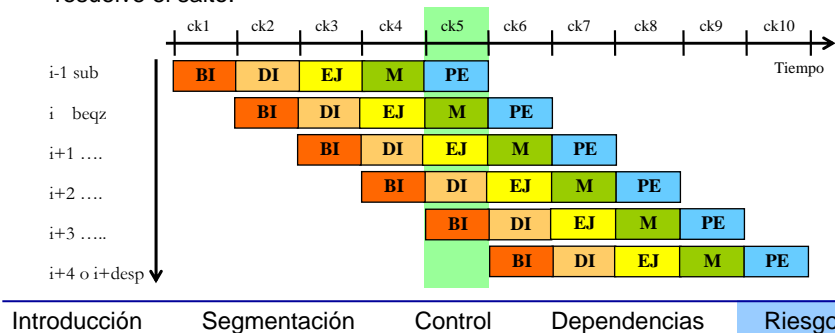 resuelve el salto.
ck1 ck2 ck3 ck4 ck5 ck6 ck7 ck8 ck9 ck10
Tiempo
i-1 sub BI DI EJ M PE
i beqz BI DI EJ M PE
i+1 …. BI DI EJ M PE
i+2 …. BI DI EJ M PE
i+3 ….. BI DI EJ M PE
i+4 o i+desp BI DI EJ M PE
Introducción Segmentación Control Dependencias Riesgo